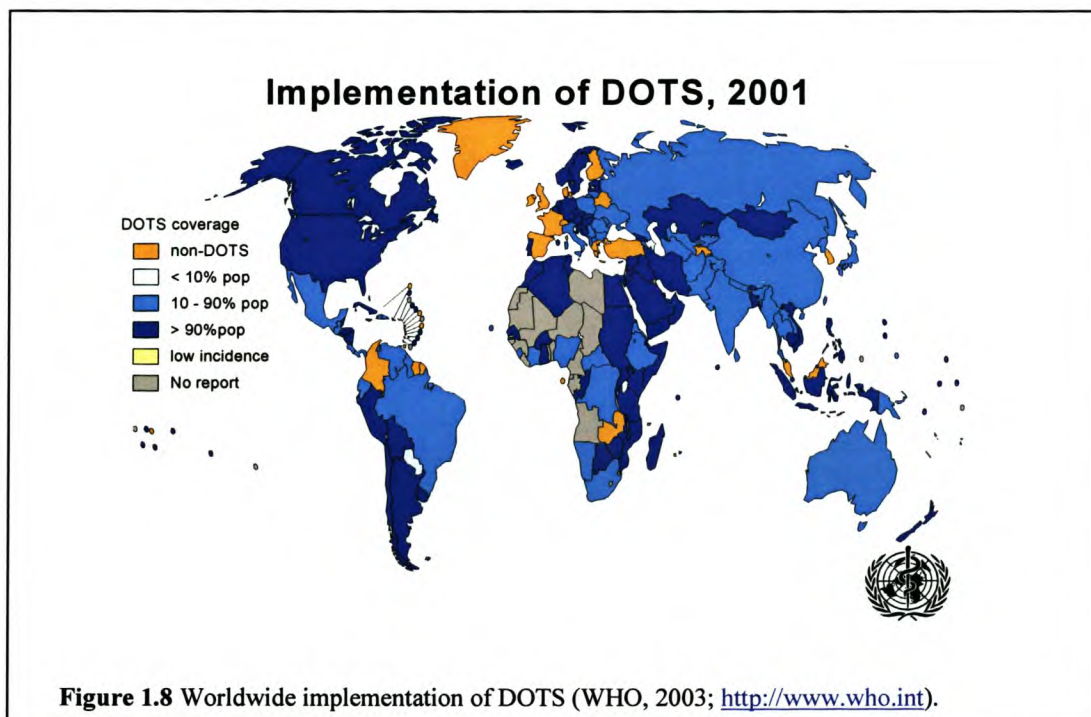 Implementation of DOTS, 2001
DOTS coverage
non-DOTS
< 10% pop
10 - 90% pop
> 90%pop
low incidence
No report
Figure 1.8 Worldwide implementation of DOTS (WHO, 2003; http://www.who.int).